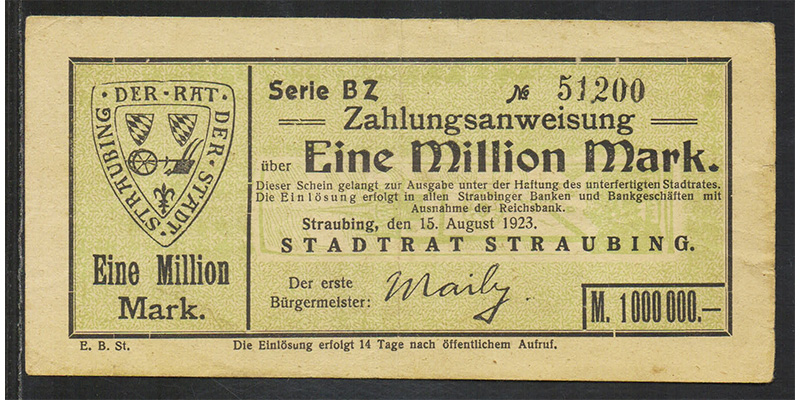 DER · RAT · DER · STADT · STRAUBING ·
Eine Million
Mark.
Serie BZ № 51200
Zahlungsanweisung
über Eine Million Mark.
Dieser Schein gelangt zur Ausgabe unter der Haftung des unterfertigten Stadtrates.
Die Einlösung erfolgt in allen Straubinger Banken und Bankgeschäften mit
Ausnahme der Reichsbank.
Straubing, den 15. August 1923.
STADTRAT STRAUBING.
Der erste
Bürgermeister:
M. 1000000.—
E. B. St.
Die Einlösung erfolgt 14 Tage nach öffentlichem Aufruf.